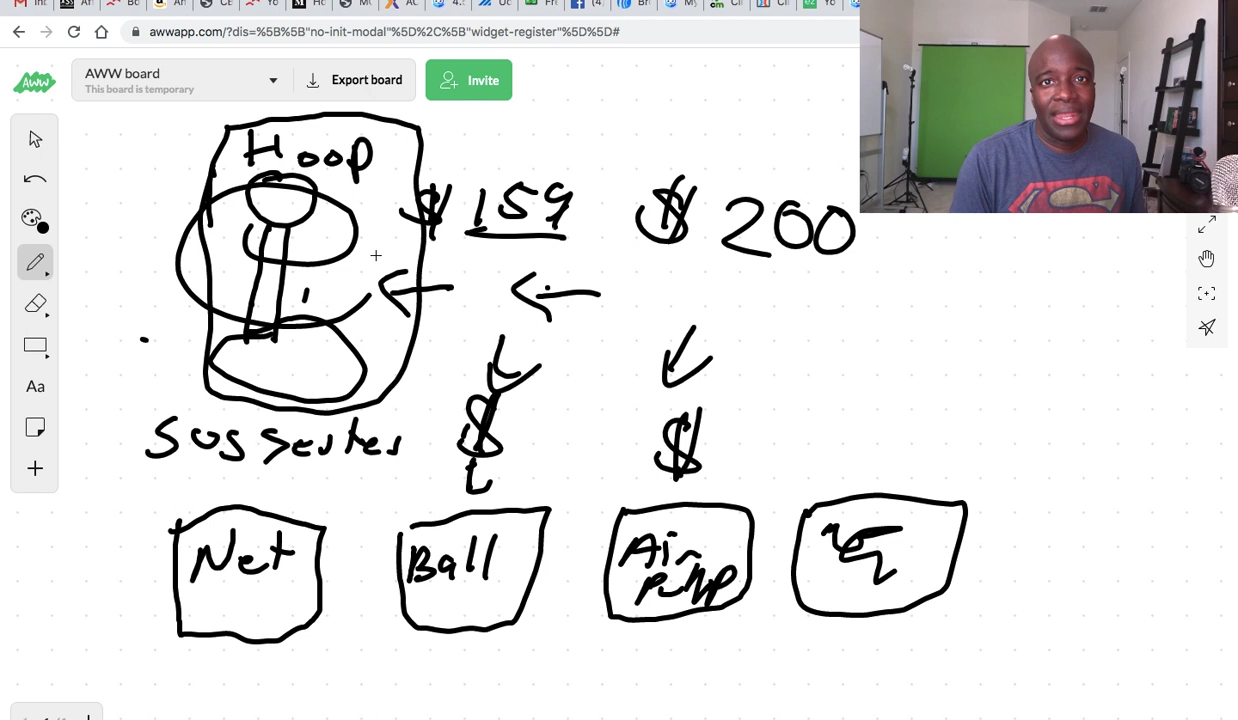 awwapp.com/?dis=%5B%5B"no-init-modal"%5D%2C%5B"widget-register"%5D%5D#
AWW
AWW board
This board is temporary
Export board
Invite
Hoop
$ 159
$ 200
Aa
$
$
Net
Ball
Air
Pump